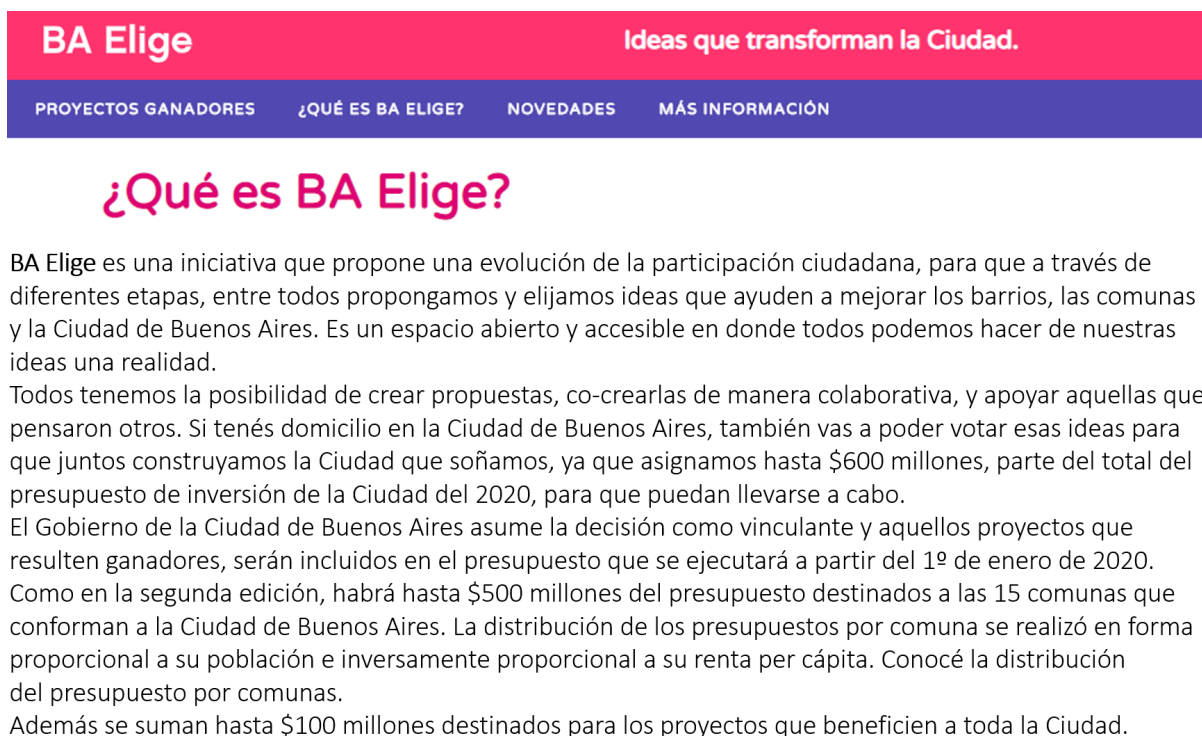 BA Elige
Ideas que transforman la Ciudad.
PROYECTOS GANADORES ¿QUÉ ES BA ELIGE? NOVEDADES MÁS INFORMACIÓN
¿Qué es BA Elige?
BA Elige es una iniciativa que propone una evolución de la participación ciudadana, para que a través de
diferentes etapas, entre todos propongamos y elijamos ideas que ayuden a mejorar los barrios, las comunas
y la Ciudad de Buenos Aires. Es un espacio abierto y accesible en donde todos podemos hacer de nuestras
ideas una realidad.
Todos tenemos la posibilidad de crear propuestas, co-crearlas de manera colaborativa, y apoyar aquellas que
pensaron otros. Si tenés domicilio en la Ciudad de Buenos Aires, también vas a poder votar esas ideas para
que juntos construyamos la Ciudad que soñamos, ya que asignamos hasta $600 millones, parte del total del
presupuesto de inversión de la Ciudad del 2020, para que puedan llevarse a cabo.
El Gobierno de la Ciudad de Buenos Aires asume la decisión como vinculante y aquellos proyectos que
resulten ganadores, serán incluidos en el presupuesto que se ejecutará a partir del 1º de enero de 2020.
Como en la segunda edición, habrá hasta $500 millones del presupuesto destinados a las 15 comunas que
conforman a la Ciudad de Buenos Aires. La distribución de los presupuestos por comuna se realizó en forma
proporcional a su población e inversamente proporcional a su renta per cápita. Conocé la distribución
del presupuesto por comunas.
Además se suman hasta $100 millones destinados para los proyectos que beneficien a toda la Ciudad.